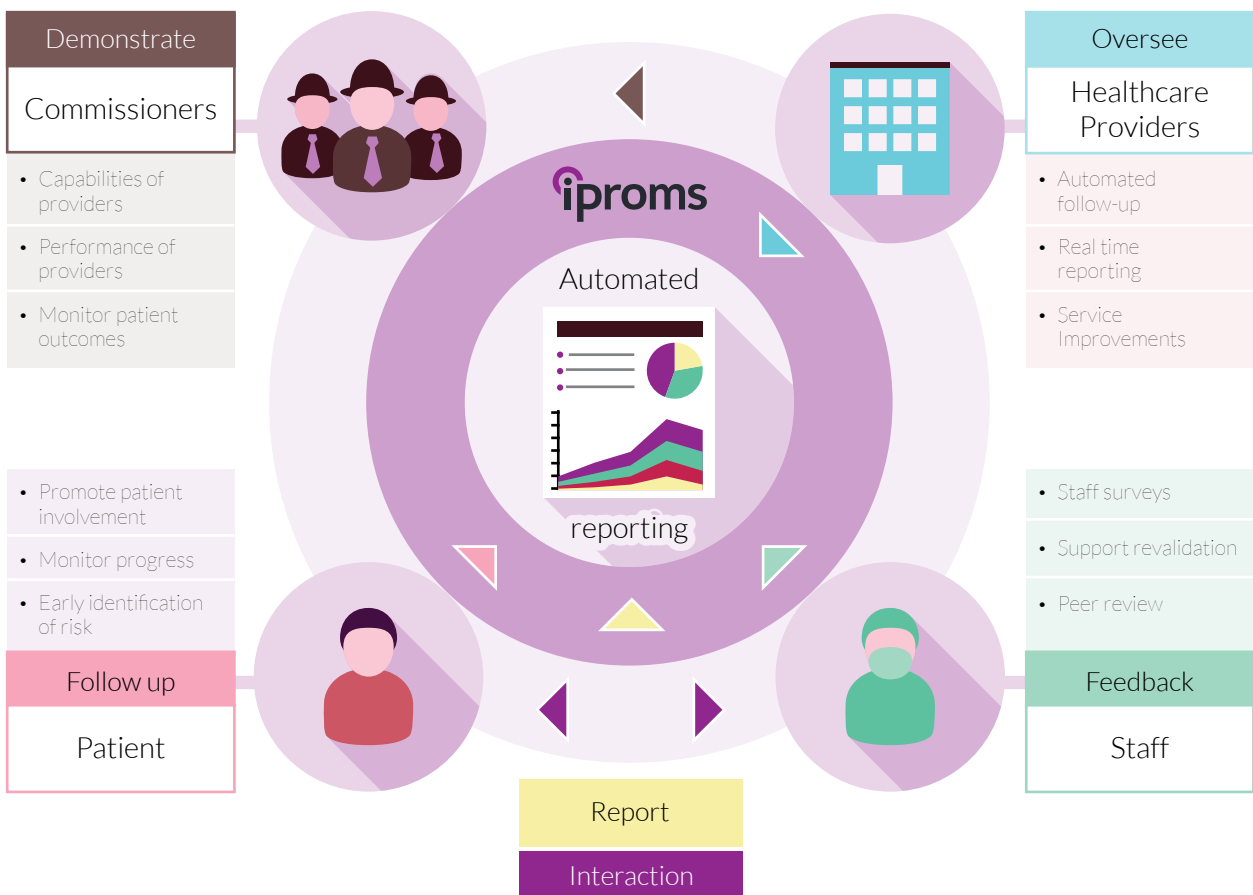 Demonstrate
Commissioners
• Capabilities of
providers
• Performance of
providers
• Monitor patient
outcomes
Oversee
Healthcare
Providers
• Automated
follow-up
• Real time
reporting
• Service
Improvements
iproms
Automated
reporting
• Promote patient
involvement
• Monitor progress
• Early identification
of risk
Follow up
Patient
• Staff surveys
• Support revalidation
• Peer review
Feedback
Staff
Report
Interaction